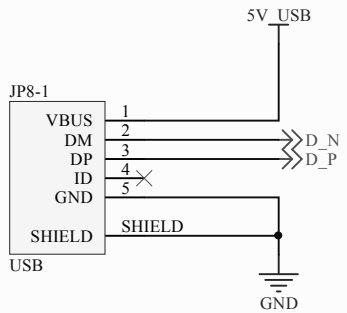 5V_USB
JP8-1
VBUS 1
DM 2 D_N
DP 3 D_P
ID 4
GND 5
SHIELD SHIELD
USB
GND